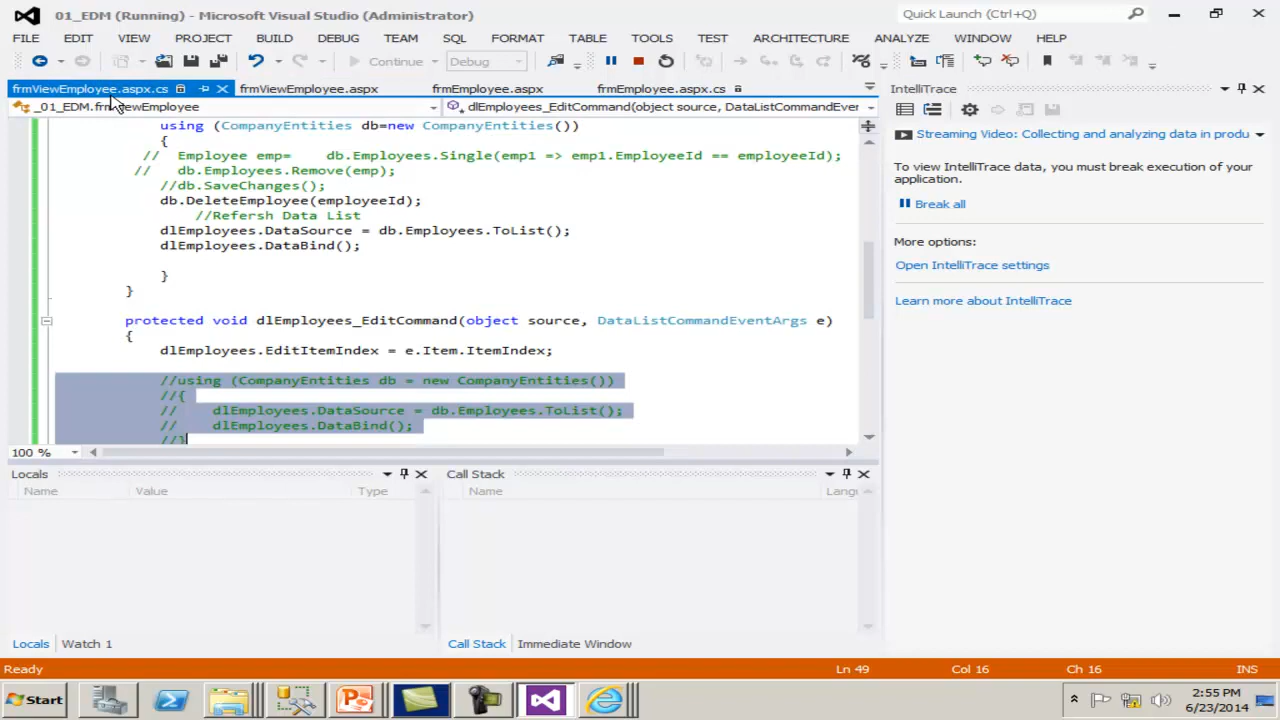 01_EDM (Running) - Microsoft Visual Studio (Administrator)
Quick Launch (Ctrl+Q)
FILE EDIT VIEW PROJECT BUILD DEBUG TEAM SQL FORMAT TABLE TOOLS TEST ARCHITECTURE ANALYZE WINDOW HELP
Continue Debug
frmViewEmployee.aspx.cs frmViewEmployee.aspx frmEmployee.aspx frmEmployee.aspx.cs
_01_EDM.frmViewEmployee dlEmployees_EditCommand(object source, DataListCommandEver
using (CompanyEntities db=new CompanyEntities())
{
// Employee emp= db.Employees.Single(emp1 => emp1.EmployeeId == employeeId);
// db.Employees.Remove(emp);
//db.SaveChanges();
db.DeleteEmployee(employeeId);
//Refersh Data List
dlEmployees.DataSource = db.Employees.ToList();
dlEmployees.DataBind();
}
}
protected void dlEmployees_EditCommand(object source, DataListCommandEventArgs e)
{
dlEmployees.EditItemIndex = e.Item.ItemIndex;
//using (CompanyEntities db = new CompanyEntities())
//{
// dlEmployees.DataSource = db.Employees.ToList();
// dlEmployees.DataBind();
//}
100 %
IntelliTrace
Streaming Video: Collecting and analyzing data in produ
To view IntelliTrace data, you must break execution of your
application.
Break all
More options:
Open IntelliTrace settings
Learn more about IntelliTrace
Locals
Name Value Type
Call Stack
Name Langu
Locals Watch 1
Call Stack Immediate Window
Ready Ln 49 Col 16 Ch 16 INS
Start
2:55 PM
6/23/2014